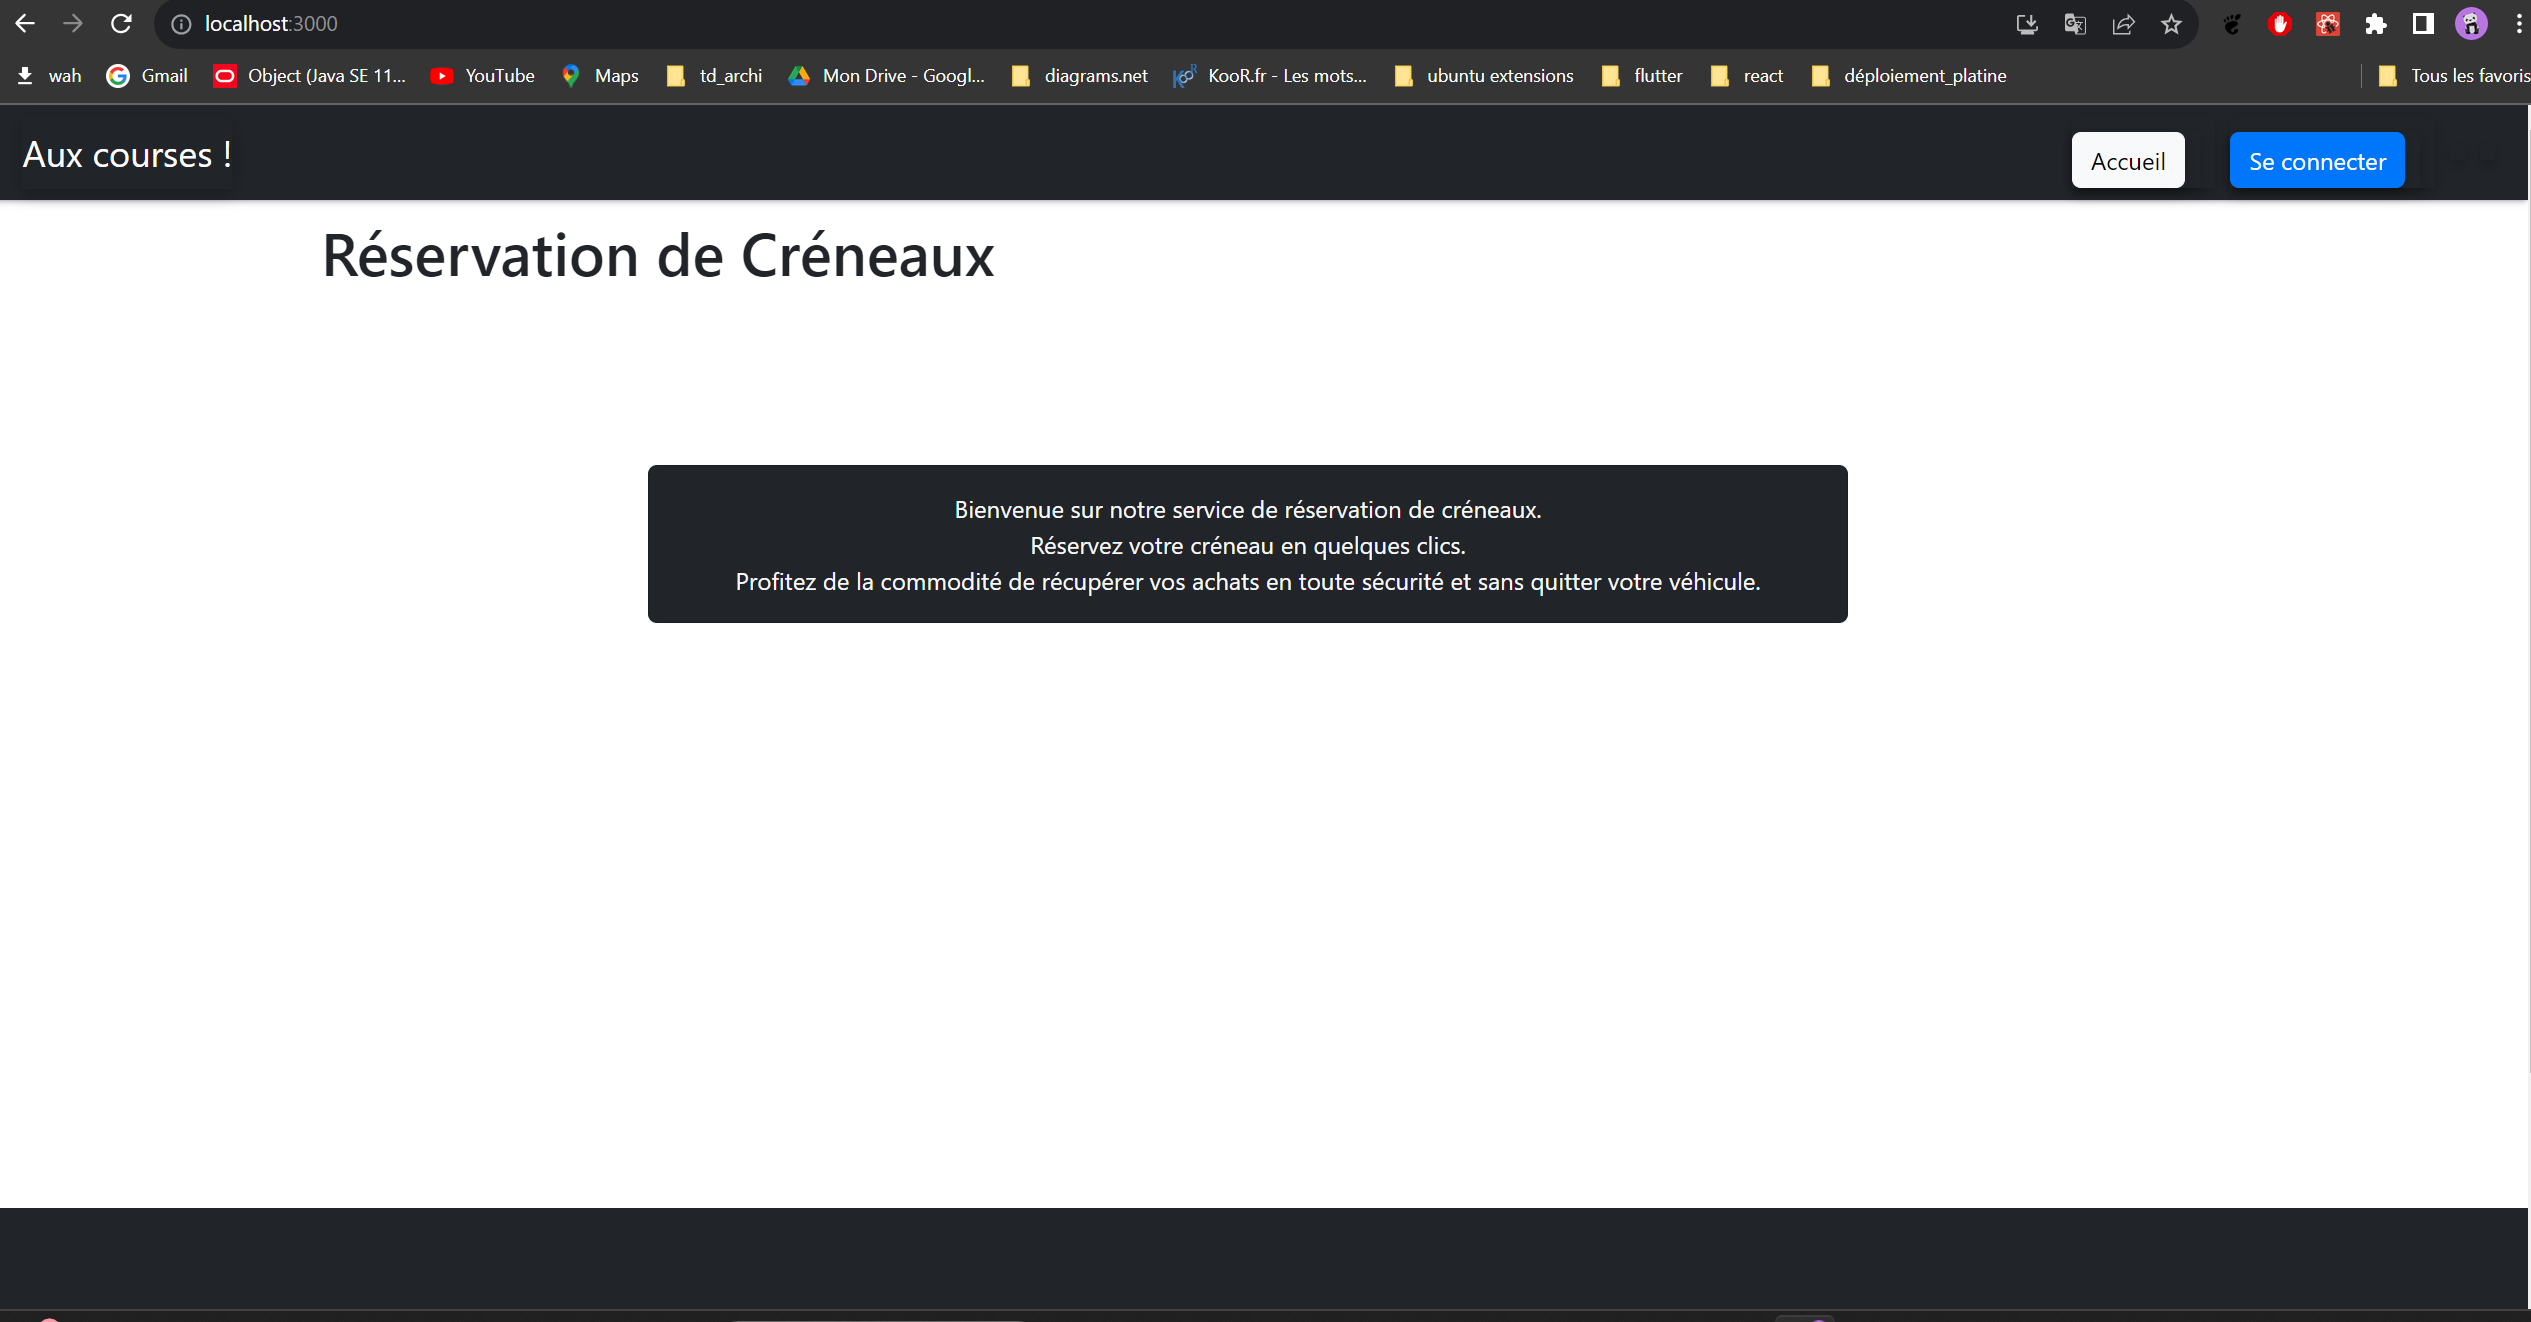 localhost:3000
wah Gmail Object (Java SE 11... YouTube Maps td_archi Mon Drive - Googl... diagrams.net KooR.fr - Les mots... ubuntu extensions flutter react déploiement_platine Tous les favoris
Aux courses ! Accueil Se connecter
Réservation de Créneaux
Bienvenue sur notre service de réservation de créneaux.
Réservez votre créneau en quelques clics.
Profitez de la commodité de récupérer vos achats en toute sécurité et sans quitter votre véhicule.